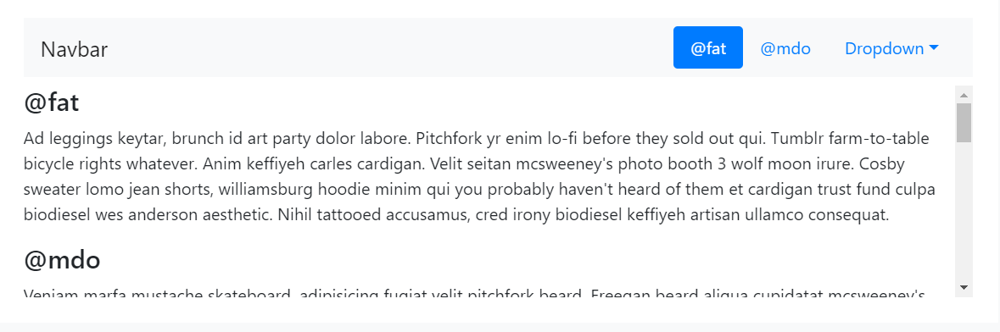 Navbar
@fat
@mdo
Dropdown
@fat
Ad leggings keytar, brunch id art party dolor labore. Pitchfork yr enim lo-fi before they sold out qui. Tumblr farm-to-table
bicycle rights whatever. Anim keffiyeh carles cardigan. Velit seitan mcsweeney's photo booth 3 wolf moon irure. Cosby
sweater lomo jean shorts, williamsburg hoodie minim qui you probably haven't heard of them et cardigan trust fund culpa
biodiesel wes anderson aesthetic. Nihil tattooed accusamus, cred irony biodiesel keffiyeh artisan ullamco consequat.
@mdo
Veniam marfa mustache skateboard, adipisicing fugiat velit pitchfork beard. Freegan beard aliqua cupidatat mcsweeney's